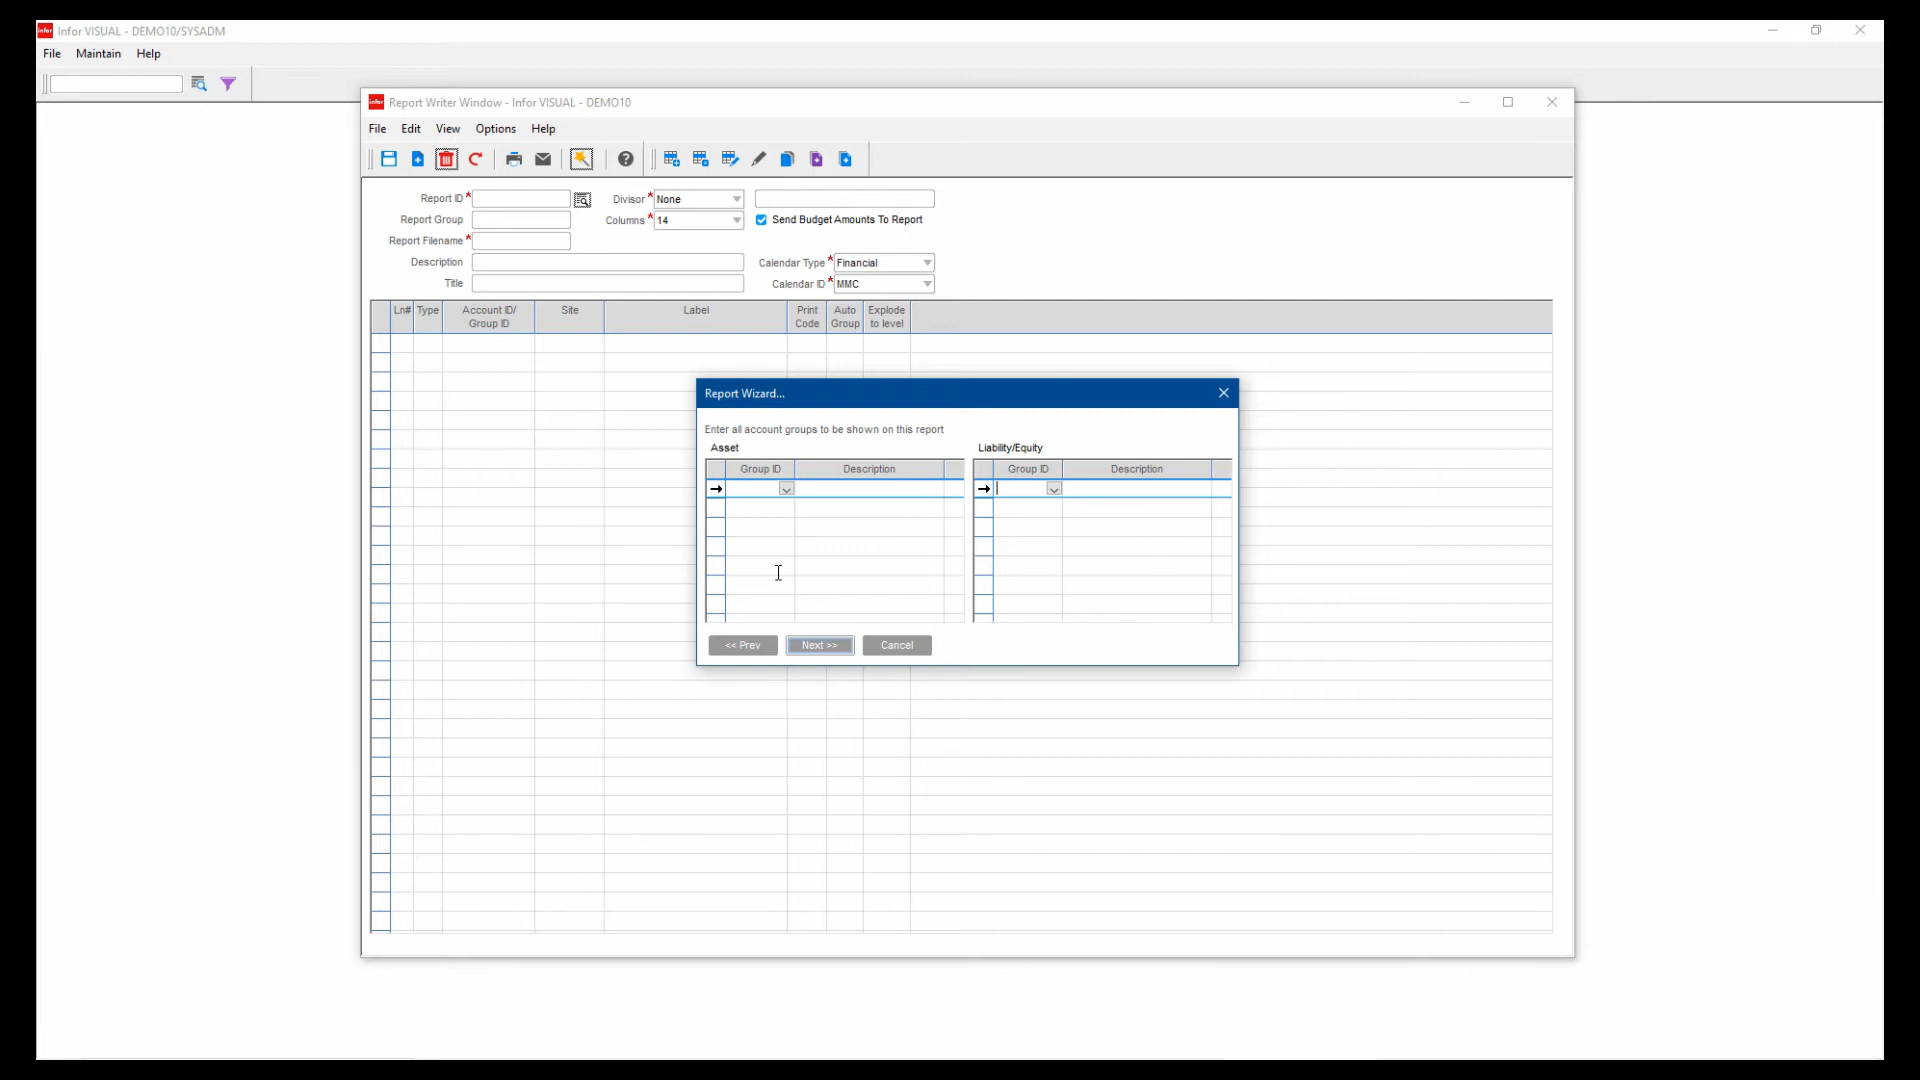 infor Infor VISUAL - DEMO10/SYSADM
File Maintain Help
infor Report Writer Window - Infor VISUAL - DEMO10
File Edit View Options Help
Report ID* Divisor* None
Report Group Columns* 14 Send Budget Amounts To Report
Report Filename*
Description Calendar Type* Financial
Title Calendar ID* MMC
Ln# Type Account ID/ Group ID Site Label Print Code Auto Group Explode to level
Report Wizard...
Enter all account groups to be shown on this report
Asset Liability/Equity
Group ID Description Group ID Description
<< Prev Next >> Cancel